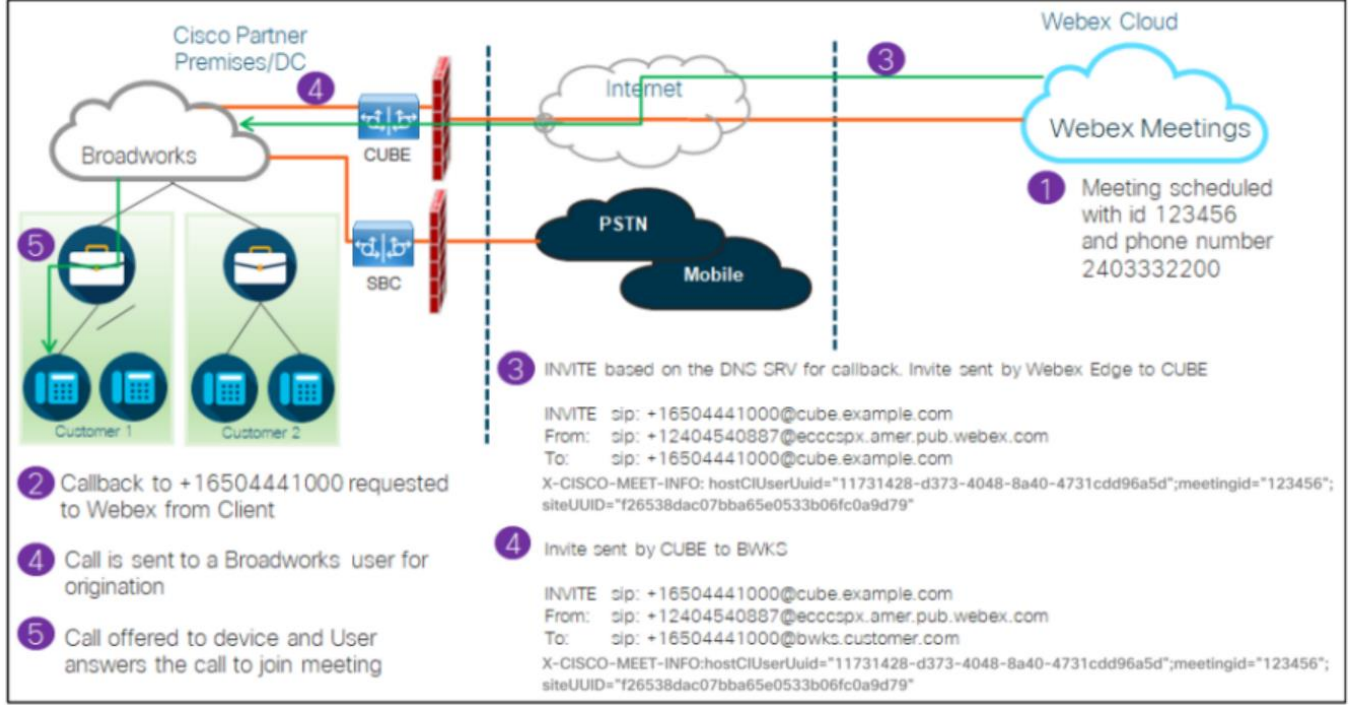 Cisco Partner
Premises/DC
Webex Cloud
4
3
Internet
Broadworks
CUBE
Webex Meetings
1
Meeting scheduled
with id 123456
and phone number
2403332200
PSTN
Mobile
5
SBC
Customer 1
Customer 2
3 INVITE based on the DNS SRV for callback. Invite sent by Webex Edge to CUBE
INVITE sip: +16504441000@cube.example.com
From: sip: +12404540887@ecccspx.amer.pub.webex.com
To: sip: +16504441000@cube.example.com
X-CISCO-MEET-INFO: hostCIUserUuid="11731428-d373-4048-8a40-4731cdd96a5d";meetingid="123456";
siteUUID="f26538dac07bba65e0533b06fc0a9d79"
2 Callback to +16504441000 requested
to Webex from Client
4 Call is sent to a Broadworks user for
origination
5 Call offered to device and User
answers the call to join meeting
4 Invite sent by CUBE to BWKS
INVITE sip: +16504441000@cube.example.com
From: sip: +12404540887@ecccspx.amer.pub.webex.com
To: sip: +16504441000@bwks.customer.com
X-CISCO-MEET-INFO:hostCIUserUuid="11731428-d373-4048-8a40-4731cdd96a5d";meetingid="123456";
siteUUID="f26538dac07bba65e0533b06fc0a9d79"